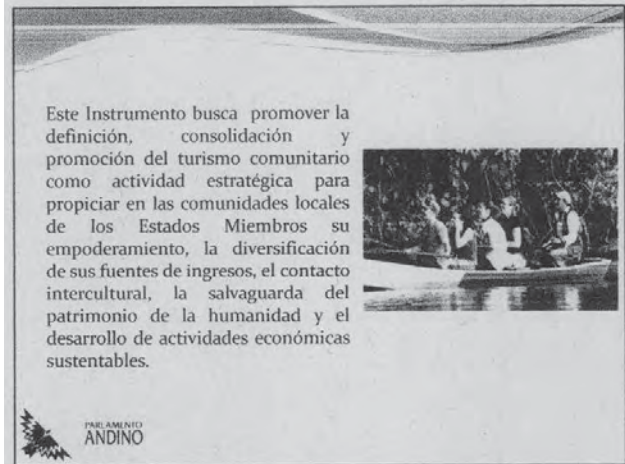 Este Instrumento busca promover la
definición, consolidación y
promoción del turismo comunitario
como actividad estratégica para
propiciar en las comunidades locales
de los Estados Miembros su
empoderamiento, la diversificación
de sus fuentes de ingresos, el contacto
intercultural, la salvaguarda del
patrimonio de la humanidad y el
desarrollo de actividades económicas
sustentables.
PARLAMENTO
ANDINO